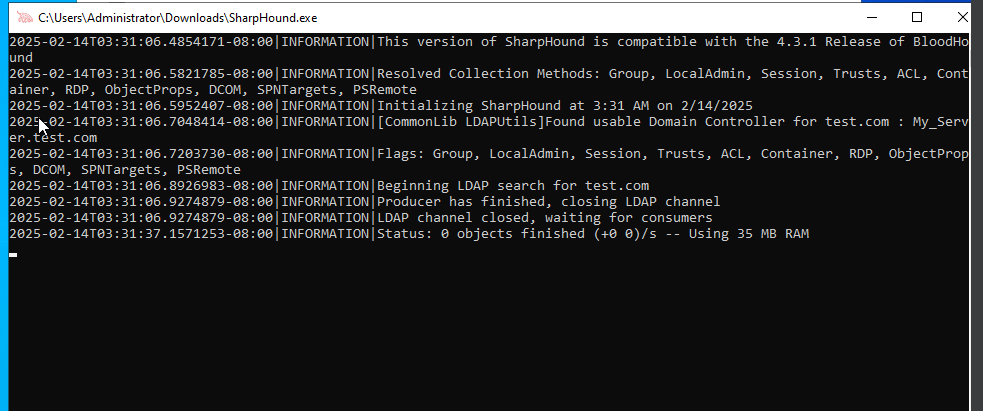 C:\Users\Administrator\Downloads\SharpHound.exe
2025-02-14T03:31:06.4854171-08:00|INFORMATION|This version of SharpHound is compatible with the 4.3.1 Release of BloodHo
und
2025-02-14T03:31:06.5821785-08:00|INFORMATION|Resolved Collection Methods: Group, LocalAdmin, Session, Trusts, ACL, Cont
ainer, RDP, ObjectProps, DCOM, SPNTargets, PSRemote
2025-02-14T03:31:06.5952407-08:00|INFORMATION|Initializing SharpHound at 3:31 AM on 2/14/2025
2025-02-14T03:31:06.7048414-08:00|INFORMATION|[CommonLib LDAPUtils]Found usable Domain Controller for test.com : My_Serv
er.test.com
2025-02-14T03:31:06.7203730-08:00|INFORMATION|Flags: Group, LocalAdmin, Session, Trusts, ACL, Container, RDP, ObjectProp
s, DCOM, SPNTargets, PSRemote
2025-02-14T03:31:06.8926983-08:00|INFORMATION|Beginning LDAP search for test.com
2025-02-14T03:31:06.9274879-08:00|INFORMATION|Producer has finished, closing LDAP channel
2025-02-14T03:31:06.9274879-08:00|INFORMATION|LDAP channel closed, waiting for consumers
2025-02-14T03:31:37.1571253-08:00|INFORMATION|Status: 0 objects finished (+0 0)/s -- Using 35 MB RAM